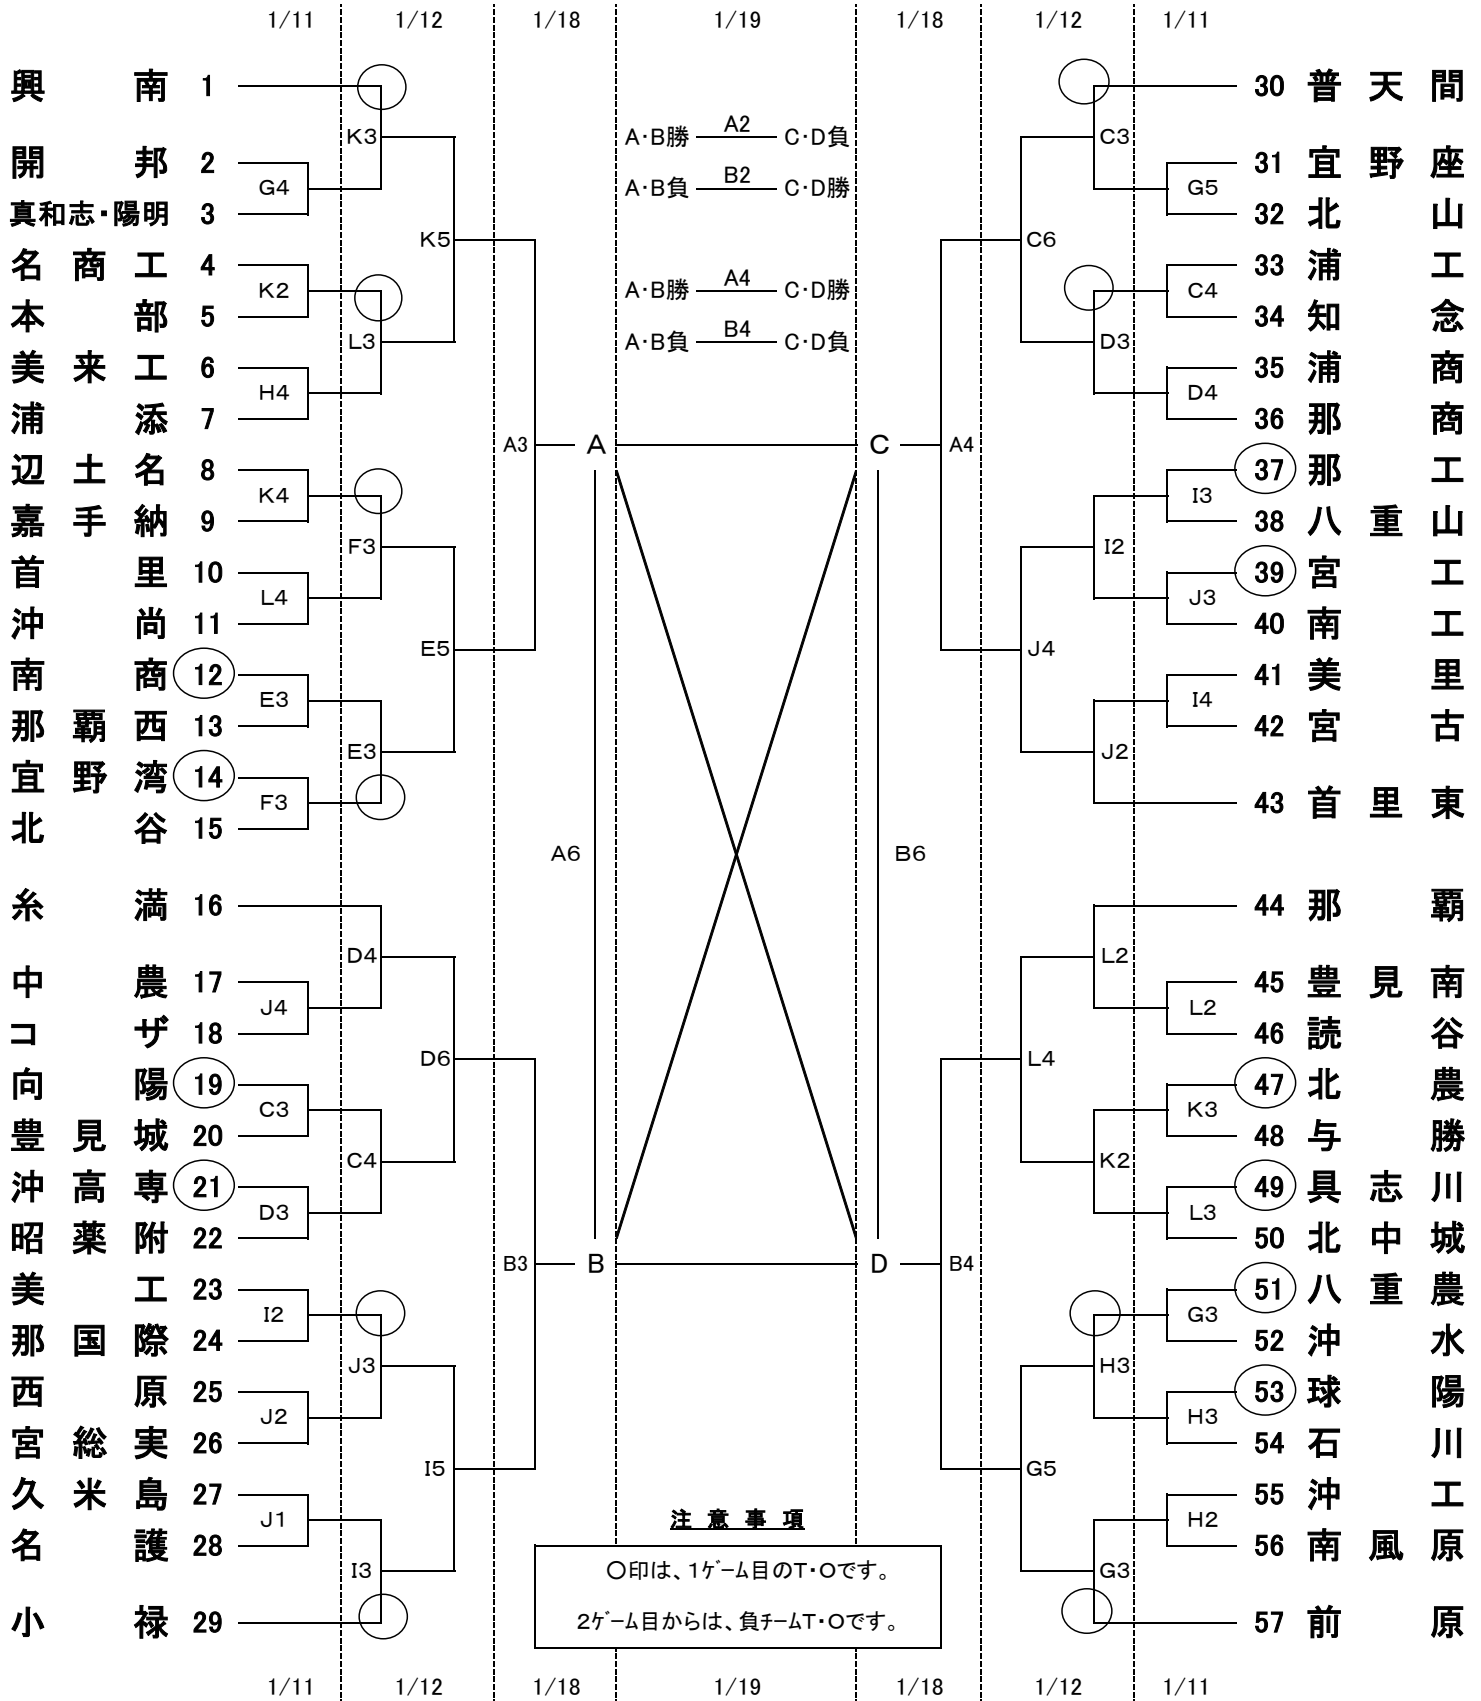 1/11 1/12 1/18 1/19 1/18 1/12 1/11
興南 1
30 普天間
K3
A・B勝 A2 C・D負
C3
開邦 2
31 宜野座
G4
A・B負 B2 C・D勝
G5
真和志・陽明 3
32 北山
K5
C6
名商工 4
33 浦工
K2
A・B勝 A4 C・D勝
C4
本部 5
34 知念
L3
A・B負 B4 C・D負
D3
美来工 6
35 浦商
H4
D4
浦添 7
36 那商
A3 A C A4
辺土名 8
37 那工
K4
I3
嘉手納 9
38 八重山
F3
I2
首里 10
39 宮工
L4
J3
沖尚 11
40 南工
E5
J4
南商 12
41 美里
E3
I4
那覇西 13
42 宮古
E3
J2
宜野湾 14
F3
43 首里東
北谷 15
A6 B6
糸満 16
44 那覇
D4
L2
中農 17
45 豊見南
J4
L2
コザ 18
46 読谷
D6
L4
向陽 19
47 北農
C3
K3
豊見城 20
48 与勝
C4
K2
沖高専 21
49 具志川
D3
L3
昭薬附 22
50 北中城
B3 B D B4
美工 23
51 八重農
I2
G3
那国際 24
52 沖水
J3
H3
西原 25
53 球陽
J2
H3
宮総実 26
54 石川
I5
G5
久米島 27
55 沖工
J1
H2
名護 28
56 南風原
I3
G3
小禄 29
57 前原
注意事項
○印は、1ゲーム目のT・Oです。
2ゲーム目からは、負チームT・Oです。
1/11 1/12 1/18 1/19 1/18 1/12 1/11